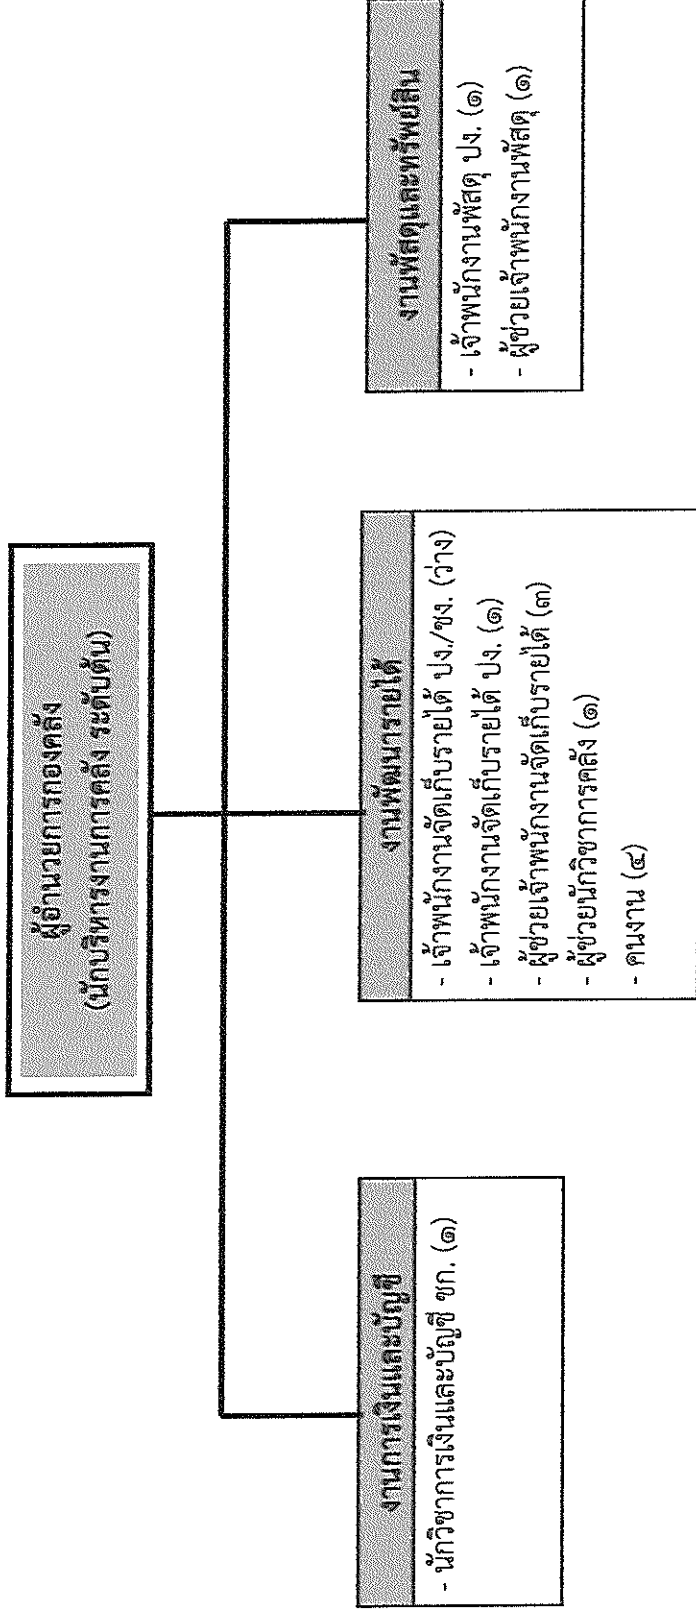 ผู้อำนวยการกองคลัง
(นักบริหารงานการคลัง ระดับต้น)
งานการเงินและบัญชี
- นักวิชาการเงินและบัญชี ชก. (๑)
งานพัฒนารายได้
- เจ้าพนักงานจัดเก็บรายได้ ปง./ชง. (ว่าง)
- เจ้าพนักงานจัดเก็บรายได้ ปง. (๑)
- ผู้ช่วยเจ้าพนักงานจัดเก็บรายได้ (๓)
- ผู้ช่วยนักวิชาการคลัง (๑)
- คนงาน (๔)
งานพัสดุและทรัพย์สิน
- เจ้าพนักงานพัสดุ ปง. (๑)
- ผู้ช่วยเจ้าพนักงานพัสดุ (๑)